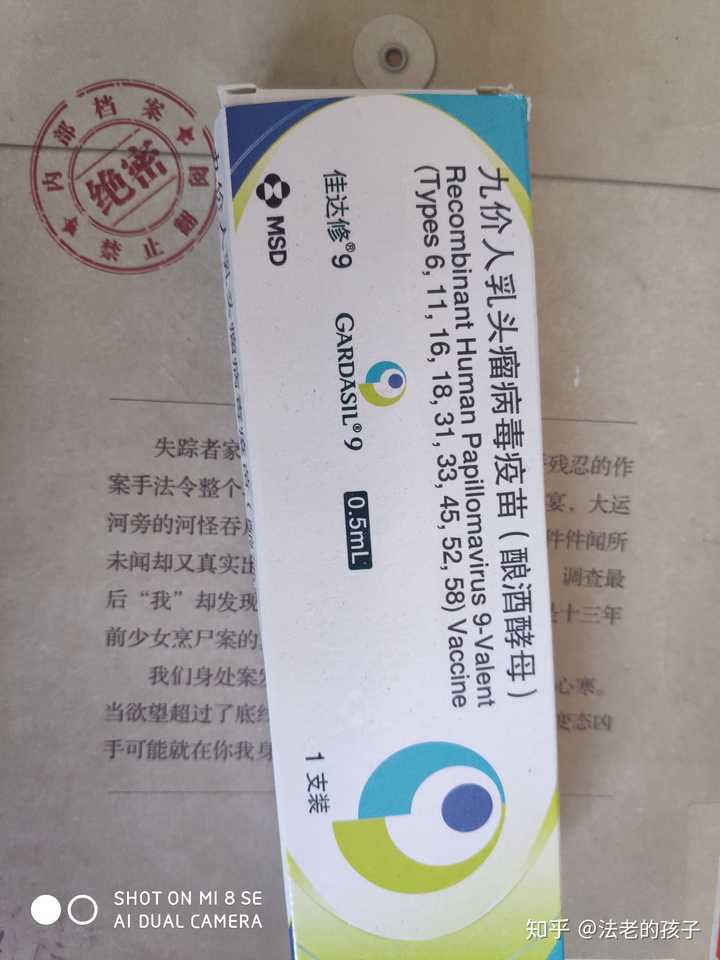 九价人乳头瘤病毒疫苗（酿酒酵母）
Recombinant Human Papillomavirus 9-Valent
(Types 6, 11, 16, 18, 31, 33, 45, 52, 58) Vaccine
佳达修®9
GARDASIL®9
0.5mL
MSD
1支装
内部档案
绝密
禁止
失踪者家
残忍的作
案手法令整个
宴，大运
河旁的河怪吞
件件闻所
未闻却又真实出
调查最
后“我”却发现
是十三年
前少女烹尸案的
我们身处案发
心寒。
当欲望超过了底线
变态凶
手可能就在你我身
SHOT ON MI 8 SE
AI DUAL CAMERA
知乎 @法老的孩子